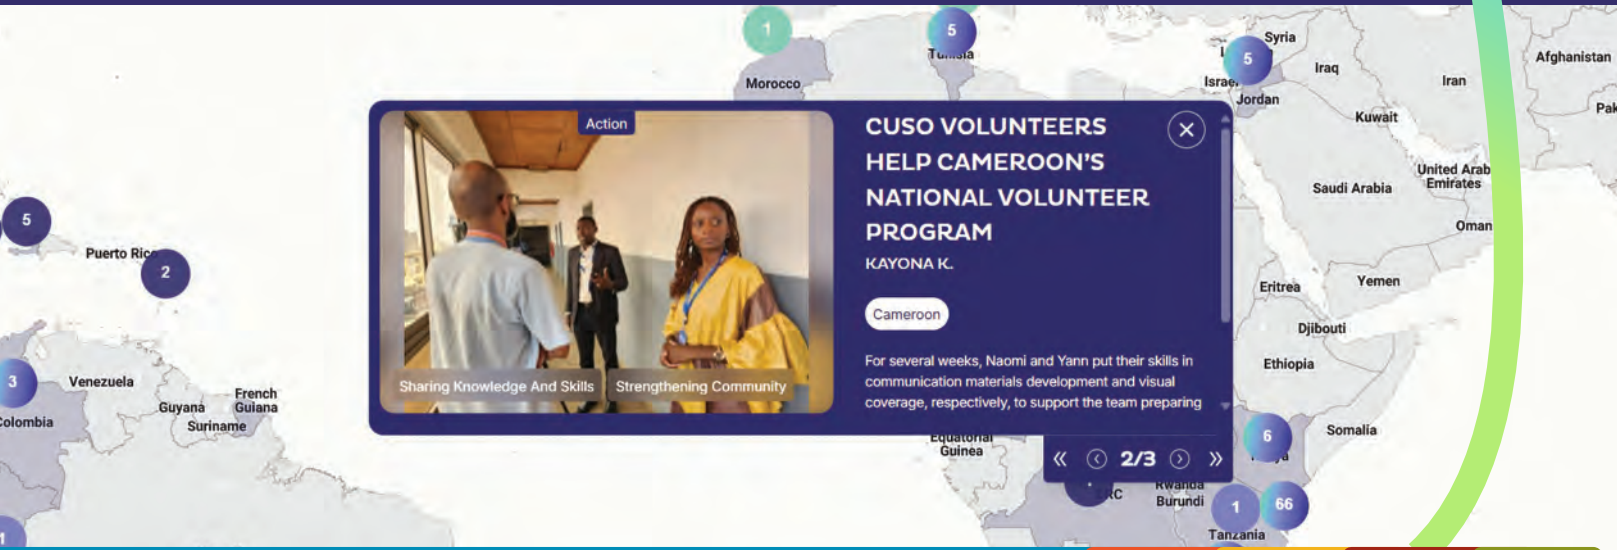 1
5
Tunisia
Morocco
Syria
5
Israel
Jordan
Iraq
Iran
Afghanistan
Kuwait
Saudi Arabia
United Arab
Emirates
Oman
Yemen
Eritrea
Djibouti
Ethiopia
Somalia
5
Puerto Rico
2
3
Venezuela
Colombia
Guyana
Suriname
French
Guiana
1
Action
Sharing Knowledge And Skills
Strengthening Community
CUSO VOLUNTEERS
HELP CAMEROON'S
NATIONAL VOLUNTEER
PROGRAM
KAYONA K.
Cameroon
For several weeks, Naomi and Yann put their skills in
communication materials development and visual
coverage, respectively, to support the team preparing
« ‹ 2/3 › »
Equatorial
Guinea
6
Rwanda
Burundi
1
66
Tanzania